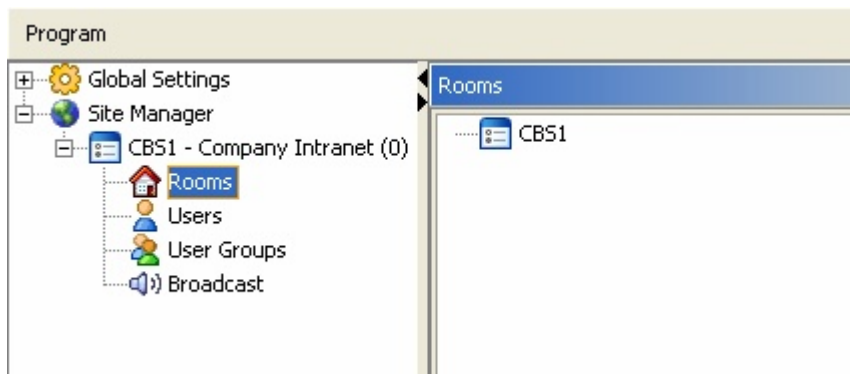 Program
Global Settings
Site Manager
CBS1 - Company Intranet (0)
Rooms
Users
User Groups
Broadcast
Rooms
CBS1